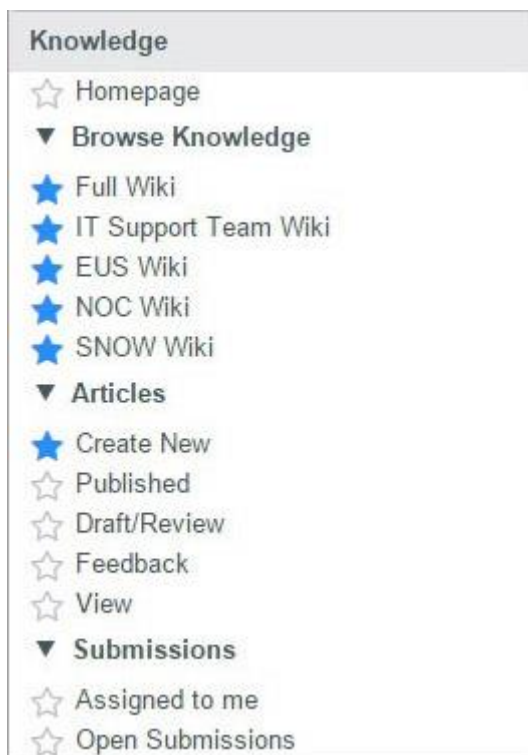 Knowledge
Homepage
Browse Knowledge
Full Wiki
IT Support Team Wiki
EUS Wiki
NOC Wiki
SNOW Wiki
Articles
Create New
Published
Draft/Review
Feedback
View
Submissions
Assigned to me
Open Submissions